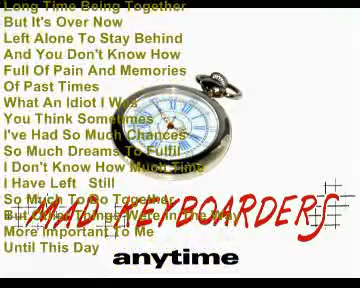 Long Time Being Together
But It's Over Now
Left Alone To Stay Behind
And You Don't Know How
Full Of Pain And Memories
Of Past Times
What An Idiot I Was
You Think Sometimes
I've Had So Much Chances
So Much Dreams To Fulfil
I Don't Know How Much Time
I Have Left Still
So Much To Do Together
But Other Things Were In The Way
More Important To Me
Until This Day
MAD KEYBOARDERS
anytime